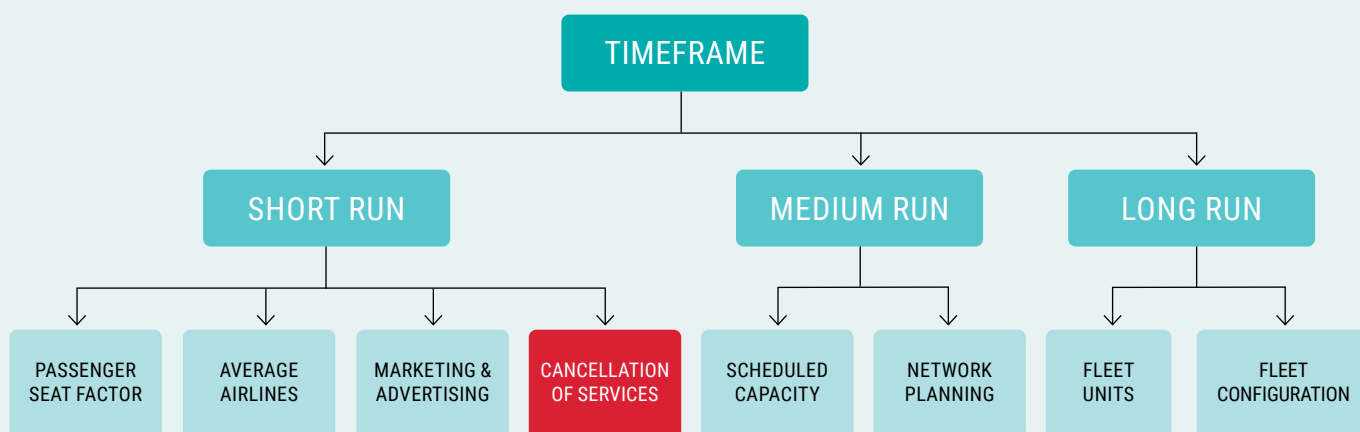 TIMEFRAME
SHORT RUN
MEDIUM RUN
LONG RUN
PASSENGER
SEAT FACTOR
AVERAGE
AIRLINES
MARKETING &
ADVERTISING
CANCELLATION
OF SERVICES
SCHEDULED
CAPACITY
NETWORK
PLANNING
FLEET
UNITS
FLEET
CONFIGURATION